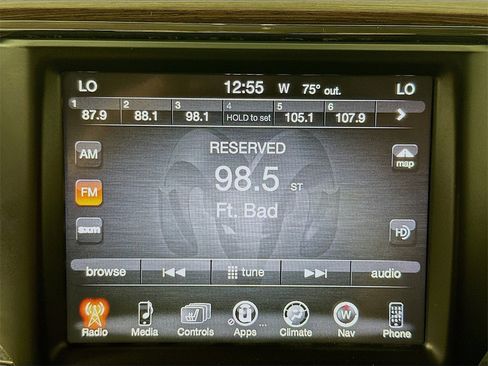 LO 12:55 W 75° out. LO
1 2 3 4 5 6
87.9 88.1 98.1 HOLD to set 105.1 107.9
AM RESERVED map
FM 98.5 ST
Ft. Bad HD
browse tune audio
Radio Media Controls Apps ... Climate Nav Phone
W